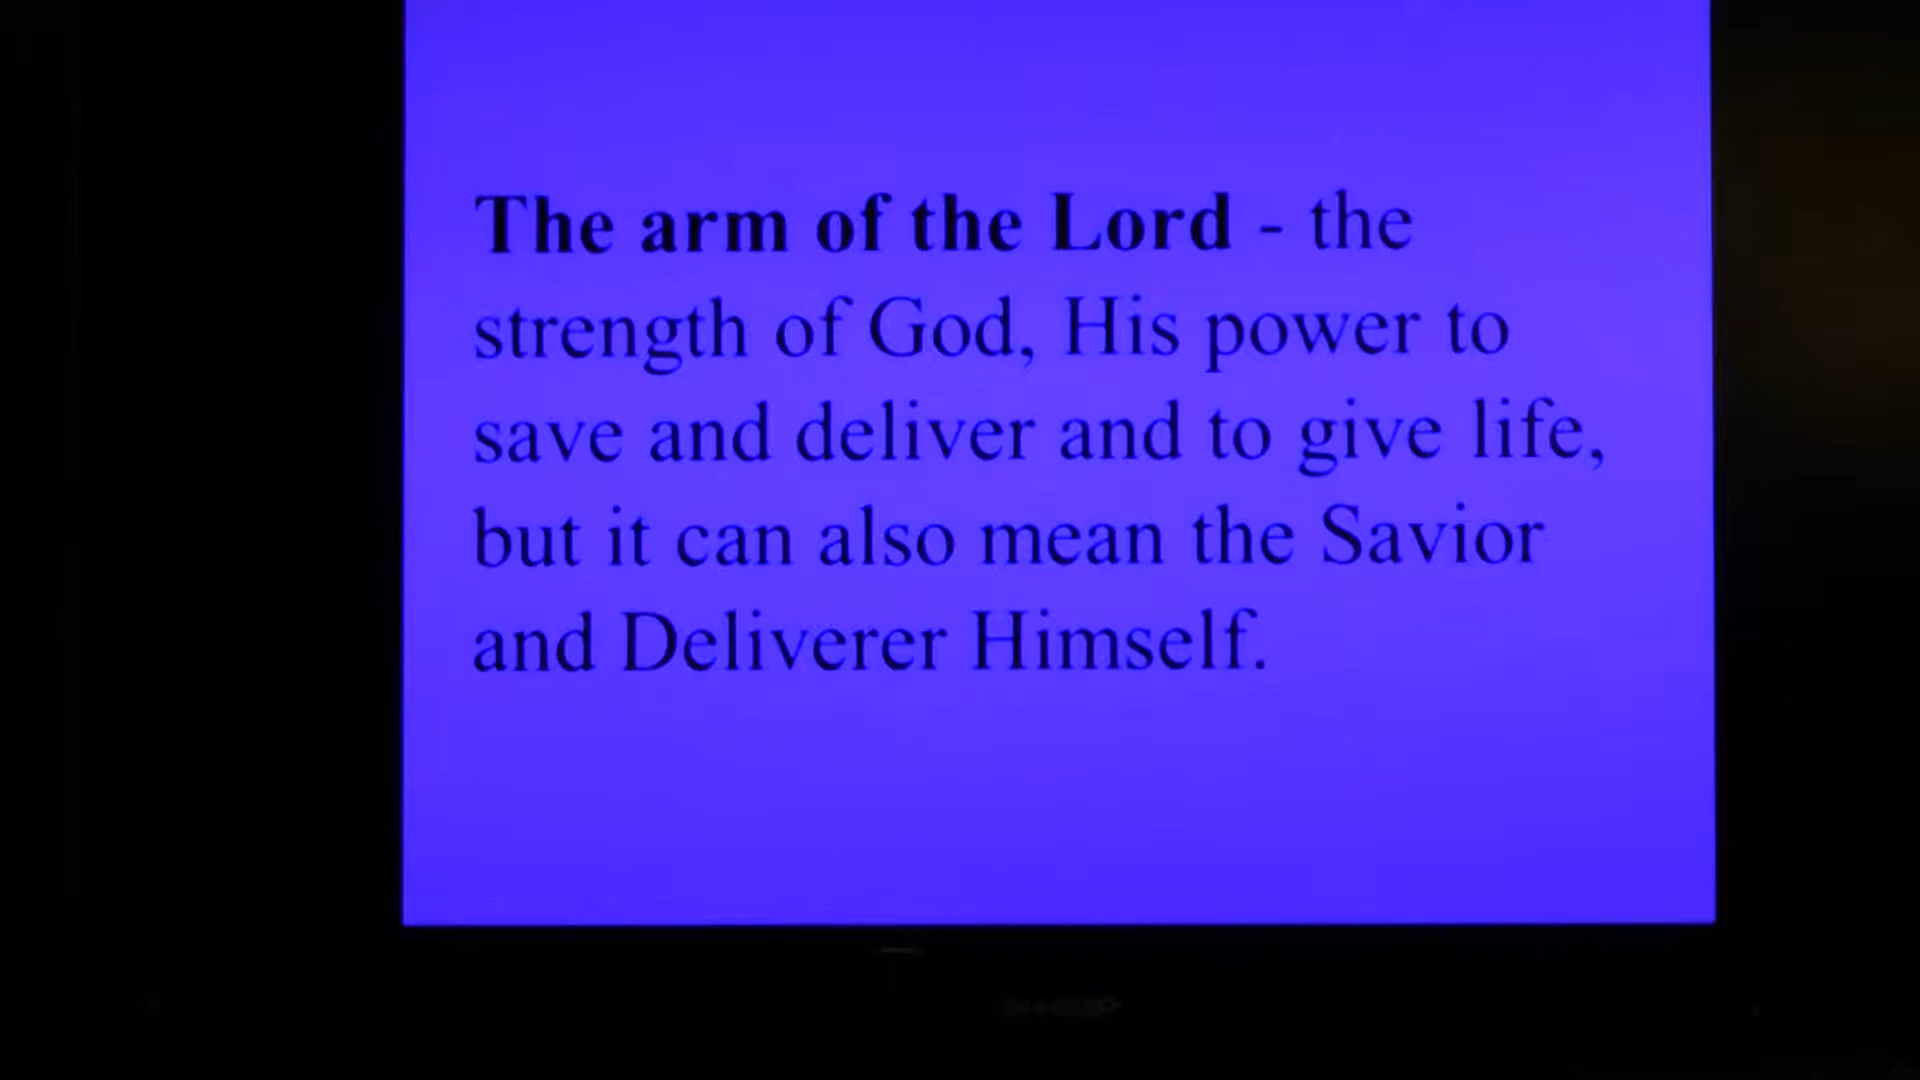 The arm of the Lord - the
strength of God, His power to
save and deliver and to give life,
but it can also mean the Savior
and Deliverer Himself.